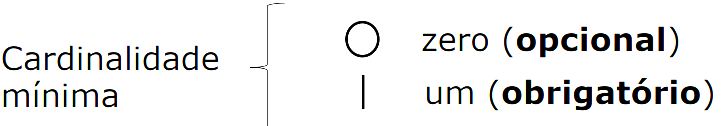 Cardinalidade
mínima
zero (opcional)
um (obrigatório)